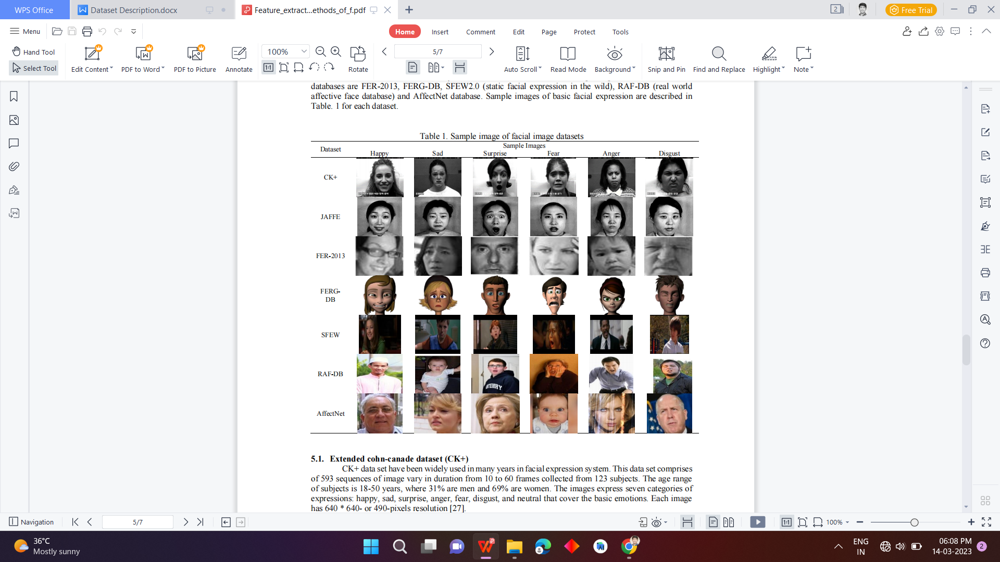 WPS Office
Dataset Description.docx
Feature_extract...ethods_of_f.pdf
2
Free Trial
Menu
Home
Insert
Comment
Edit
Page
Protect
Tools
Hand Tool
Select Tool
Edit Content
PDF to Word
PDF to Picture
Annotate
100%
1:1
Rotate
5/7
Auto Scroll
Read Mode
Background
Snip and Pin
Find and Replace
Highlight
Note
databases are FER-2013, FERG-DB, SFEW2.0 (static facial expression in the wild), RAF-DB (real world
affective face database) and AffectNet database. Sample images of basic facial expression are described in
Table. 1 for each dataset.
Table 1. Sample image of facial image datasets
Dataset
Sample Images
Happy Sad Surprise Fear Anger Disgust
CK+
JAFFE
FER-2013
FERG-
DB
SFEW
RAF-DB
AffectNet
5.1. Extended cohn-canade dataset (CK+)
CK+ data set have been widely used in many years in facial expression system. This data set comprises
of 593 sequences of image vary in duration from 10 to 60 frames collected from 123 subjects. The age range
of subjects is 18-50 years, where 31% are men and 69% are women. The images express seven categories of
expressions: happy, sad, surprise, anger, fear, disgust, and neutral that cover the basic emotions. Each image
has 640 * 640- or 490-pixels resolution [27].
Navigation
5/7
1:1
100%
36°C
Mostly sunny
ENG
IN
06:08 PM
14-03-2023
2